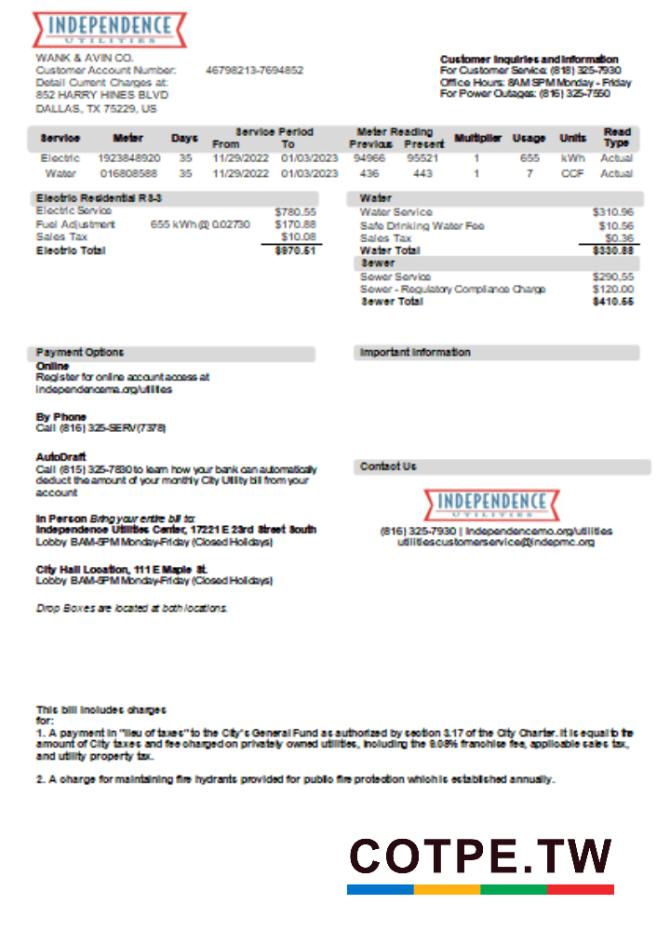 INDEPENDENCE
UTILITIES
WANK & AVIN CO.
Customer Account Number: 46798213-7694852
Detail Current Charges at:
852 HARRY HINES BLVD
DALLAS, TX 75229, US
Customer Inquiries and Information
For Customer Service: (818) 325-7930
Office Hours: 8AM SPM Monday - Friday
For Power Outages: (816) 325-7550
Service Meter Days Service Period From To Meter Reading Previous Present Multiplier Usage Units Read Type
Electric 1923848920 35 11/29/2022 01/03/2023 94966 95521 1 655 kWh Actual
Water 016808588 35 11/29/2022 01/03/2023 436 443 1 7 CCF Actual
Electric Residential R8-3
Electric Service $780.55
Fuel Adjustment 655 kWh @ 0.02730 $170.88
Sales Tax $10.08
Electric Total $970.51
Water
Water Service $310.96
Safe Drinking Water Fee $10.56
Sales Tax $0.36
Water Total $330.88
Sewer
Sewer Service $290,55
Sewer - Regulatory Compliance Charge $120.00
Sewer Total $410.55
Payment Options
Online
Register for online account access at
independencema.org/utilities
By Phone
Call (816) 325-SERV(7378)
AutoDraft
Call (815) 325-7830 to learn how your bank can automatically
deduct the amount of your monthly City Utility bill from your
account
In Person Bring your entire bill to:
Independence Utilities Center, 17221 E 23rd Street South
Lobby BAM-5PM Monday-Friday (Closed Holidays)
City Hall Location, 111 E Maple St.
Lobby BAM-5PM Monday-Friday (Closed Holidays)
Drop Boxes are located at both locations.
Important Information
Contact Us
INDEPENDENCE
UTILITIES
(816) 325-7930 | Independencemo.org/utilities
utilitiescustomerservice@indepmc.org
This bill includes charges
for:
1. A payment in "lieu of taxes" to the City's General Fund as authorized by section 3.17 of the City Charter. It is equal to the
amount of City taxes and fee charged on privately owned utilities, including the 9.08% franchise fee, applicable sales tax,
and utility property tax.
2. A charge for maintaining fire hydrants provided for public fire protection which is established annually.
COTPE.TW